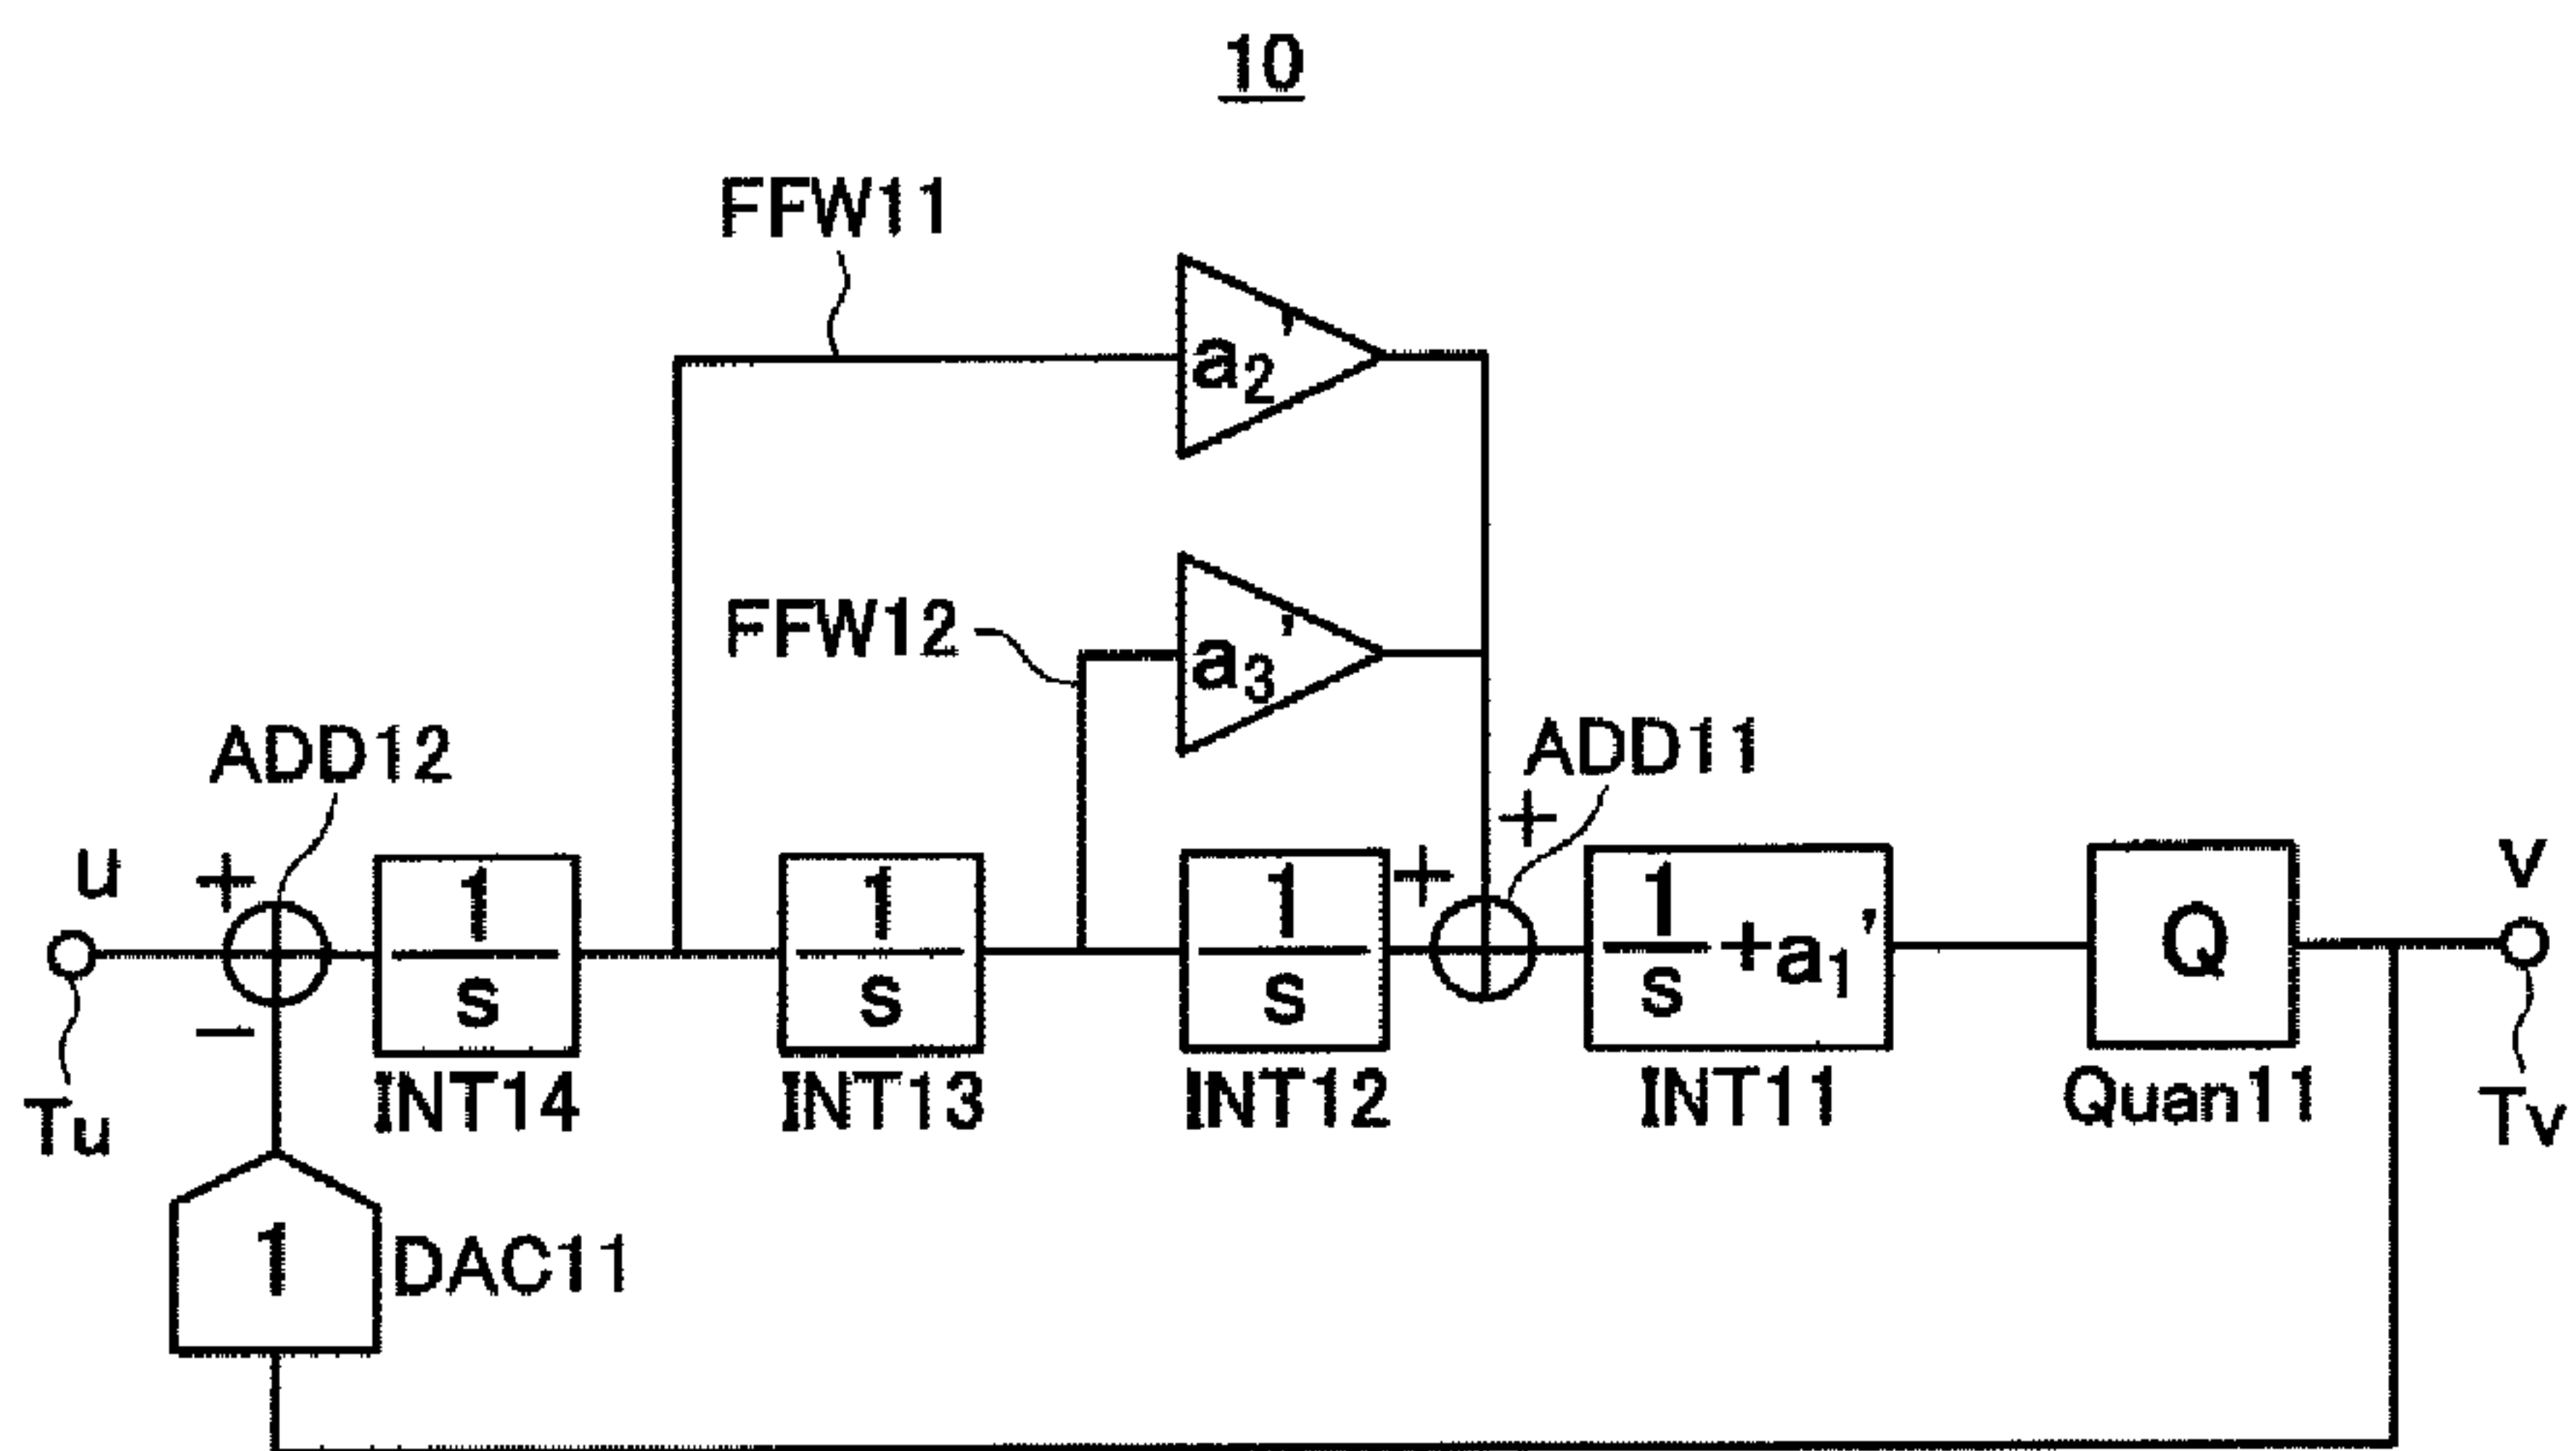 10
FFW11
a2'
FFW12
a3'
ADD12
ADD11
u
+
−
+
+
v
1/s
1/s
1/s
1/s + a1'
Q
Tu
INT14
INT13
INT12
INT11
Quan11
Tv
1
DAC11